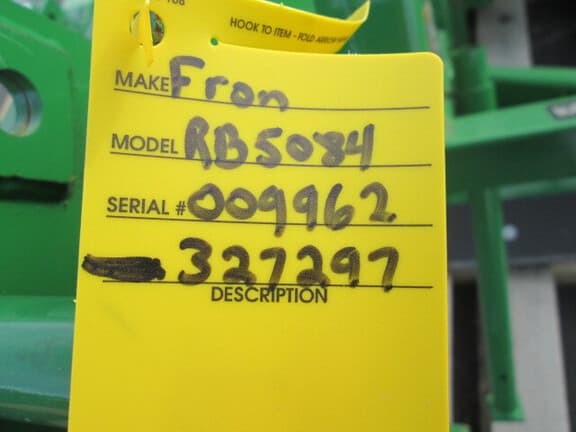 HOOK TO ITEM - FOLD
MAKE Fron
MODEL RB5084
SERIAL # 009962
327297
DESCRIPTION